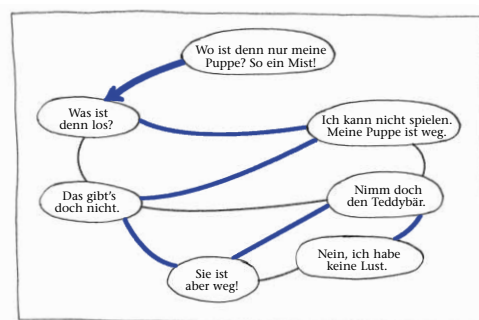 Wo ist denn nur meine
Puppe? So ein Mist!
Was ist
denn los?
Ich kann nicht spielen.
Meine Puppe ist weg.
Das gibt's
doch nicht.
Nimm doch
den Teddybär.
Sie ist
aber weg!
Nein, ich habe
keine Lust.